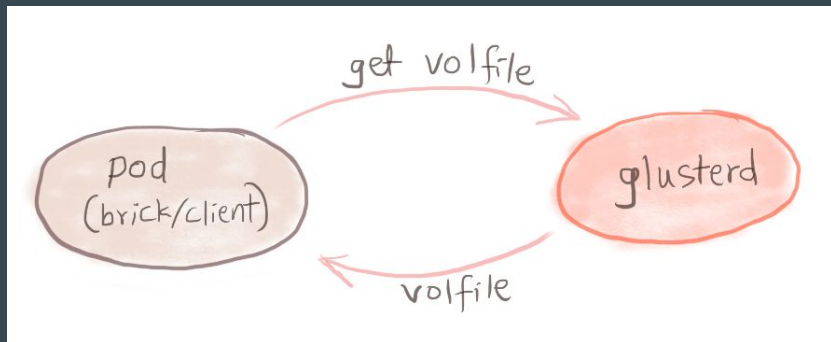 get volfile
pod
(brick/client)
glusterd
volfile